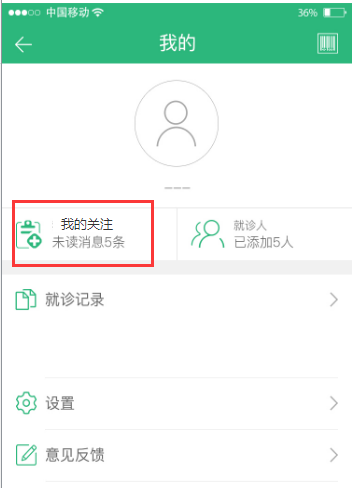 中国移动
36%
我的
我的关注
未读消息5条
就诊人
已添加5人
就诊记录
设置
意见反馈